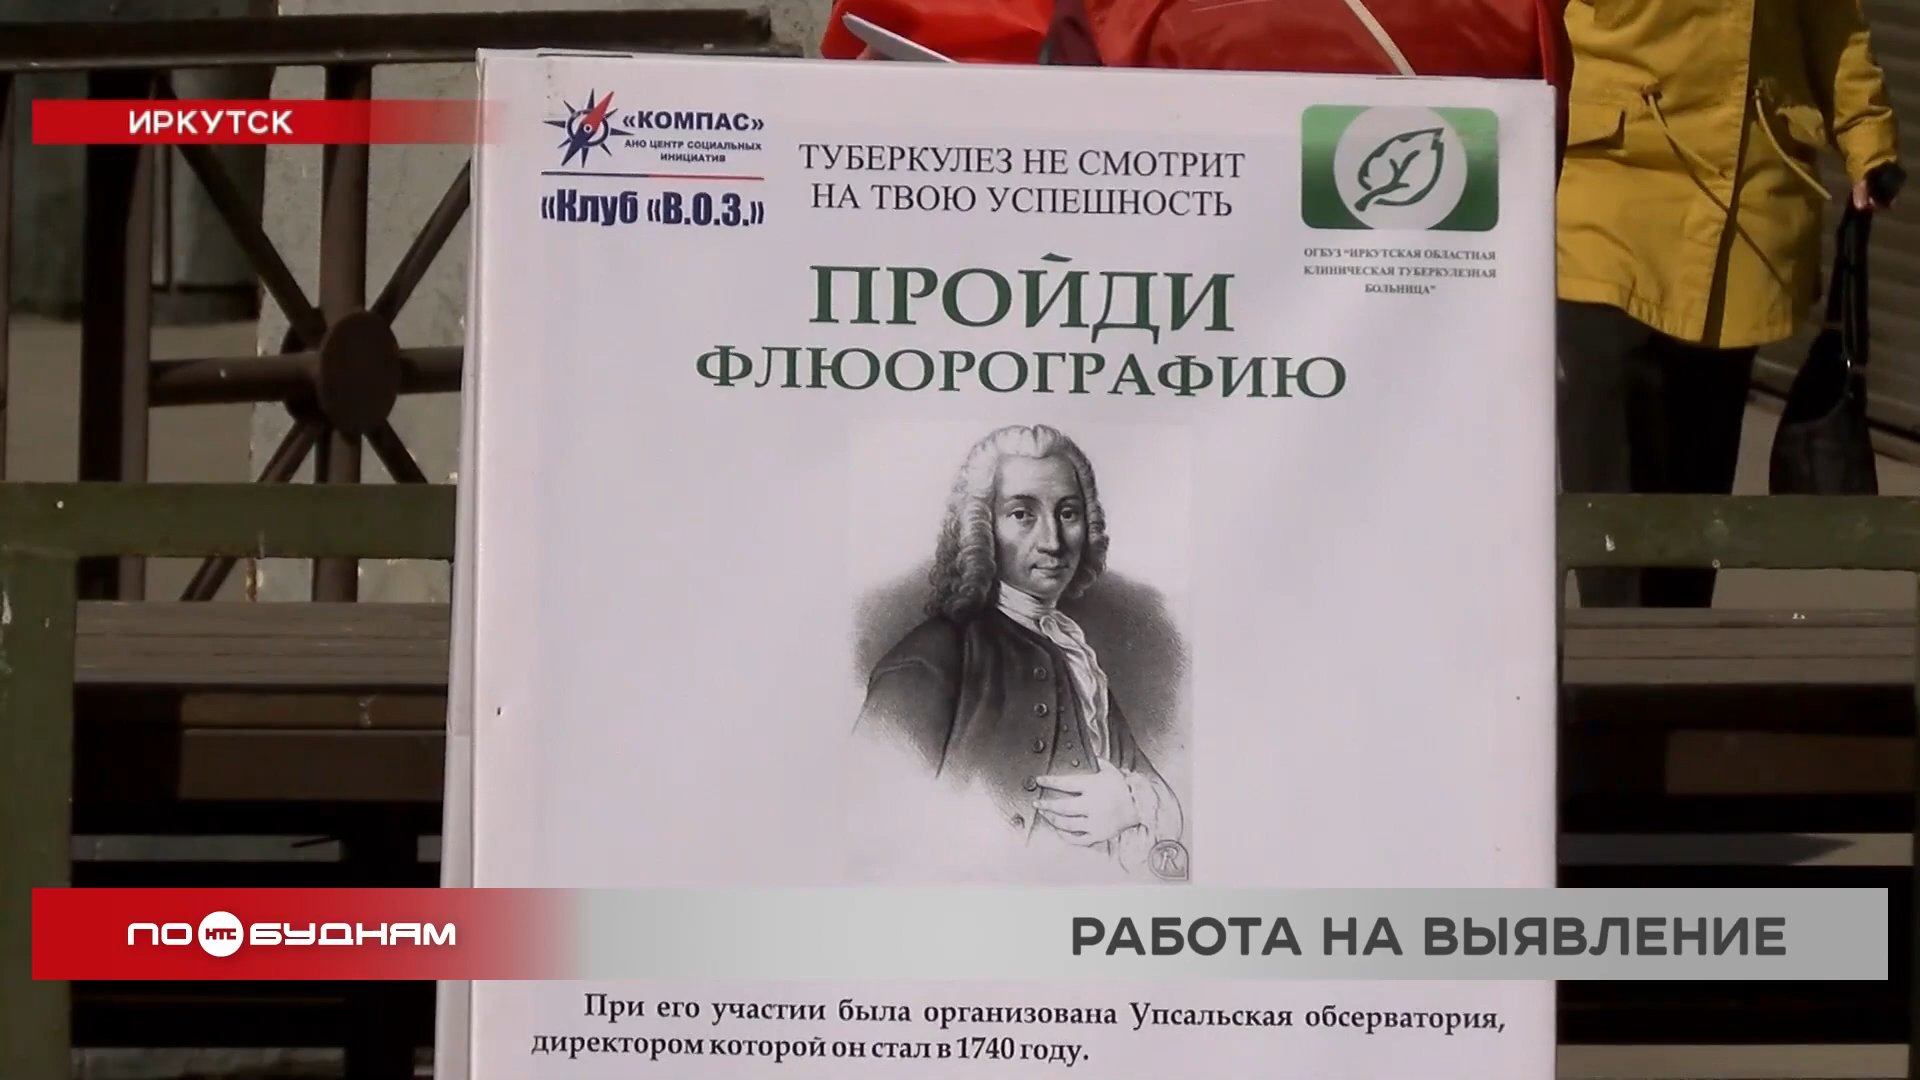 ИРКУТСК
«КОМПАС»
АНО ЦЕНТР СОЦИАЛЬНЫХ
ИНИЦИАТИВ
«Клуб «В.О.З.»
ТУБЕРКУЛЕЗ НЕ СМОТРИТ
НА ТВОЮ УСПЕШНОСТЬ
ОГБУЗ "ИРКУТСКАЯ ОБЛАСТНАЯ
КЛИНИЧЕСКАЯ ТУБЕРКУЛЕЗНАЯ
БОЛЬНИЦА"
ПРОЙДИ
ФЛЮОРОГРАФИЮ
R
ПО НТС БУДНЯМ
РАБОТА НА ВЫЯВЛЕНИЕ
При его участии была организована Упсальская обсерватория,
директором которой он стал в 1740 году.